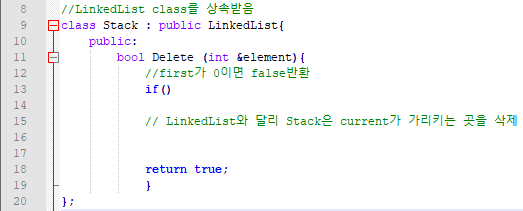 8 //LinkedList class를 상속받음
9 class Stack : public LinkedList{
10 public:
11 bool Delete (int &element){
12 //first가 0이면 false반환
13 if()
14
15 // LinkedList와 달리 Stack은 current가 가리키는 곳을 삭제
16
17
18 return true;
19 }
20 };